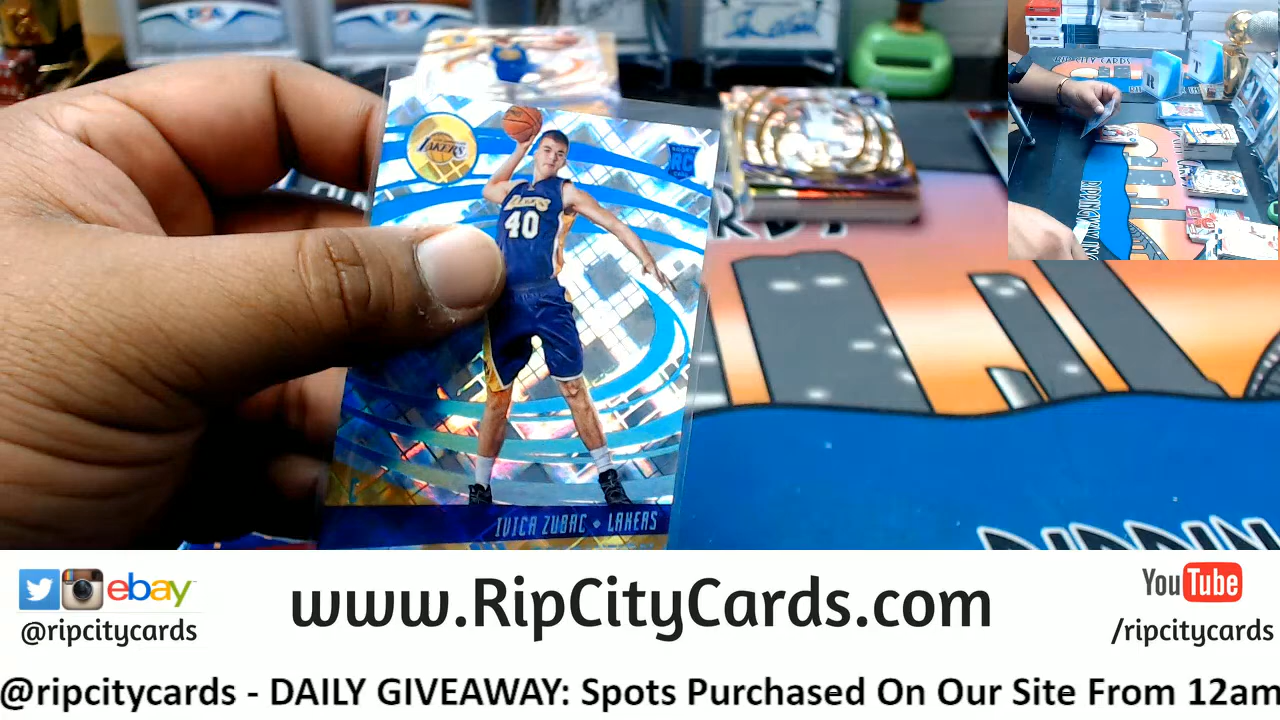 LAKERS
RC
LAKERS
40
IVICA ZUBAC • LAKERS
RIP CITY CARDS
R
T
ebay
@ripcitycards
www.RipCityCards.com
YouTube
/ripcitycards
@ripcitycards - DAILY GIVEAWAY: Spots Purchased On Our Site From 12am